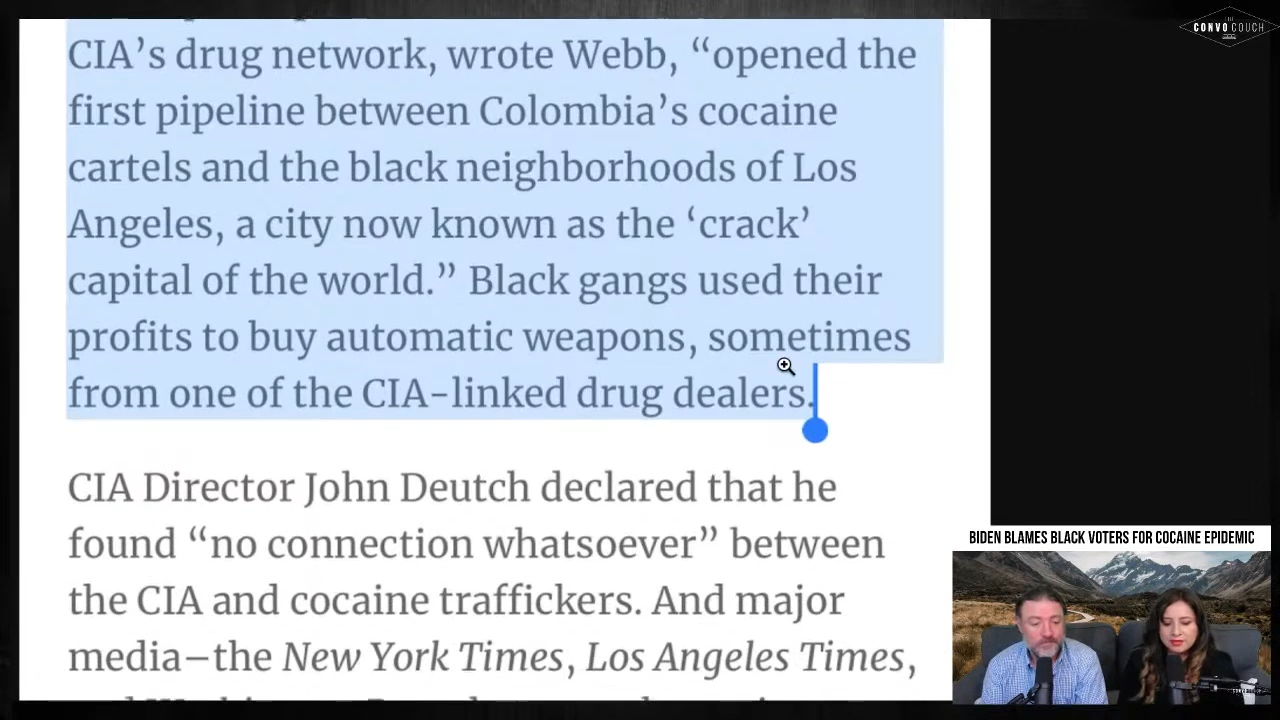 CIA’s drug network, wrote Webb, “opened the
first pipeline between Colombia’s cocaine
cartels and the black neighborhoods of Los
Angeles, a city now known as the ‘crack’
capital of the world.” Black gangs used their
profits to buy automatic weapons, sometimes
from one of the CIA-linked drug dealers.
CIA Director John Deutch declared that he
found “no connection whatsoever” between
the CIA and cocaine traffickers. And major
media—the New York Times, Los Angeles Times,
THE
CONVO COUCH
BIDEN BLAMES BLACK VOTERS FOR COCAINE EPIDEMIC